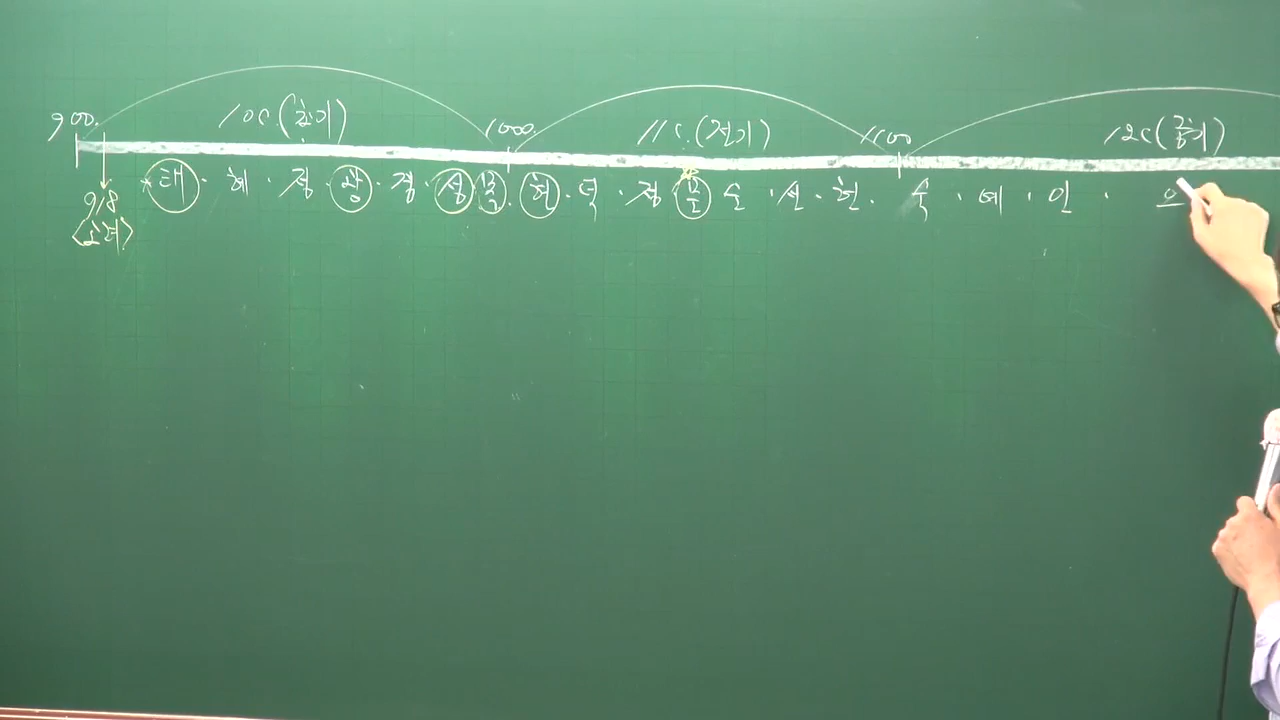 900. 10C (초기) 1000. 11C (전기) 1100 12C (중기)
태 · 혜 · 정 · 광 · 경 · 성 목 · 현 · 덕 · 정 문 순 · 선 · 헌 · 숙 · 예 · 인 ·
918
<고려>